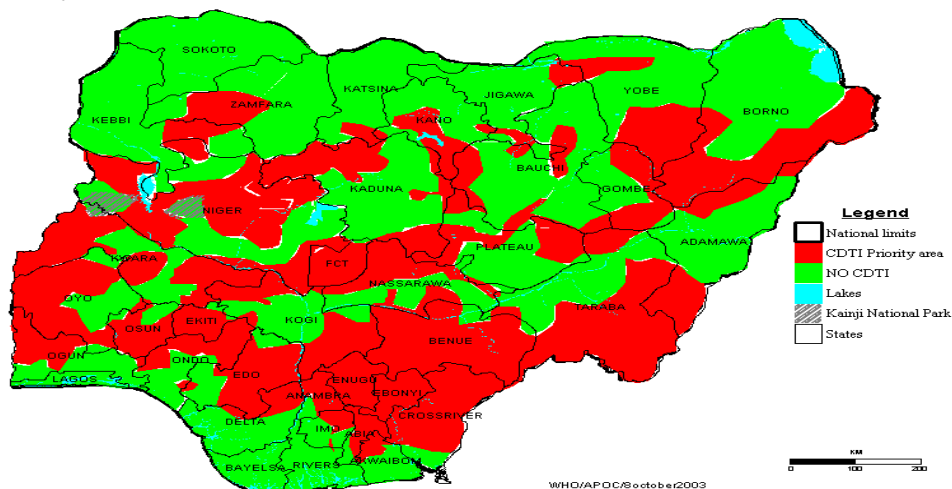 SOKOTO
KATSINA
JIGAWA
YOBE
ZAMFARA
KANO
BORNO
KEBBI
BAUCHI
KADUNA
GOMBE
NIGER
Legend
National limits
ADAMAWA
PLATEAU
CDTI Priority area
FCT
KWARA
NO CDTI
NASSARAWA
Lakes
OYO
TARABA
Kainji National Park
EKITI
KOGI
OSUN
States
BENUE
OGUN
ONDO
EDO
LAGOS
ENUGU
EBONYI
ANAMBRA
CROSSRIVER
DELTA
IMO
ABIA
AKWAIBOM
BAYELSA
RIVERS
KM
0 100 200
WHO/APOC/8october2003